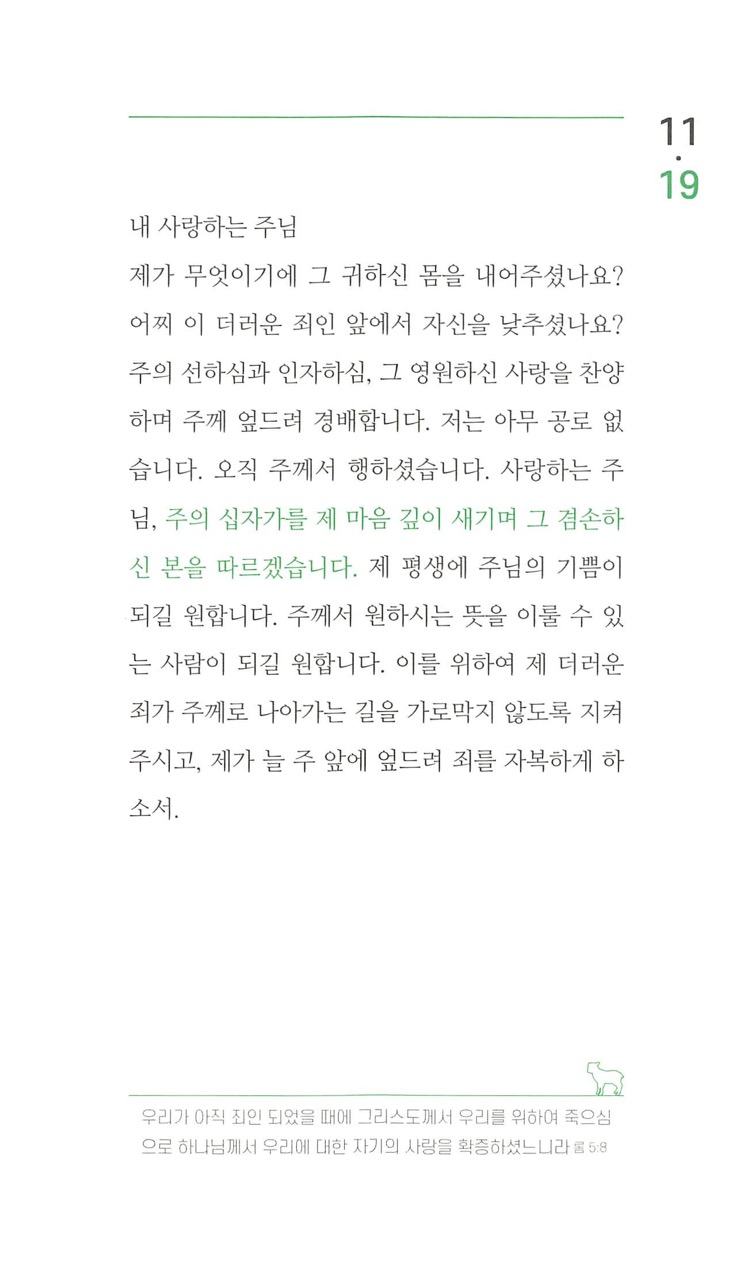 11
·
19
내 사랑하는 주님
제가 무엇이기에 그 귀하신 몸을 내어주셨나요?
어찌 이 더러운 죄인 앞에서 자신을 낮추셨나요?
주의 선하심과 인자하심, 그 영원하신 사랑을 찬양
하며 주께 엎드려 경배합니다. 저는 아무 공로 없
습니다. 오직 주께서 행하셨습니다. 사랑하는 주
님, 주의 십자가를 제 마음 깊이 새기며 그 겸손하
신 본을 따르겠습니다. 제 평생에 주님의 기쁨이
되길 원합니다. 주께서 원하시는 뜻을 이룰 수 있
는 사람이 되길 원합니다. 이를 위하여 제 더러운
죄가 주께로 나아가는 길을 가로막지 않도록 지켜
주시고, 제가 늘 주 앞에 엎드려 죄를 자복하게 하
소서.
우리가 아직 죄인 되었을 때에 그리스도께서 우리를 위하여 죽으심
으로 하나님께서 우리에 대한 자기의 사랑을 확증하셨느니라 롬 5:8